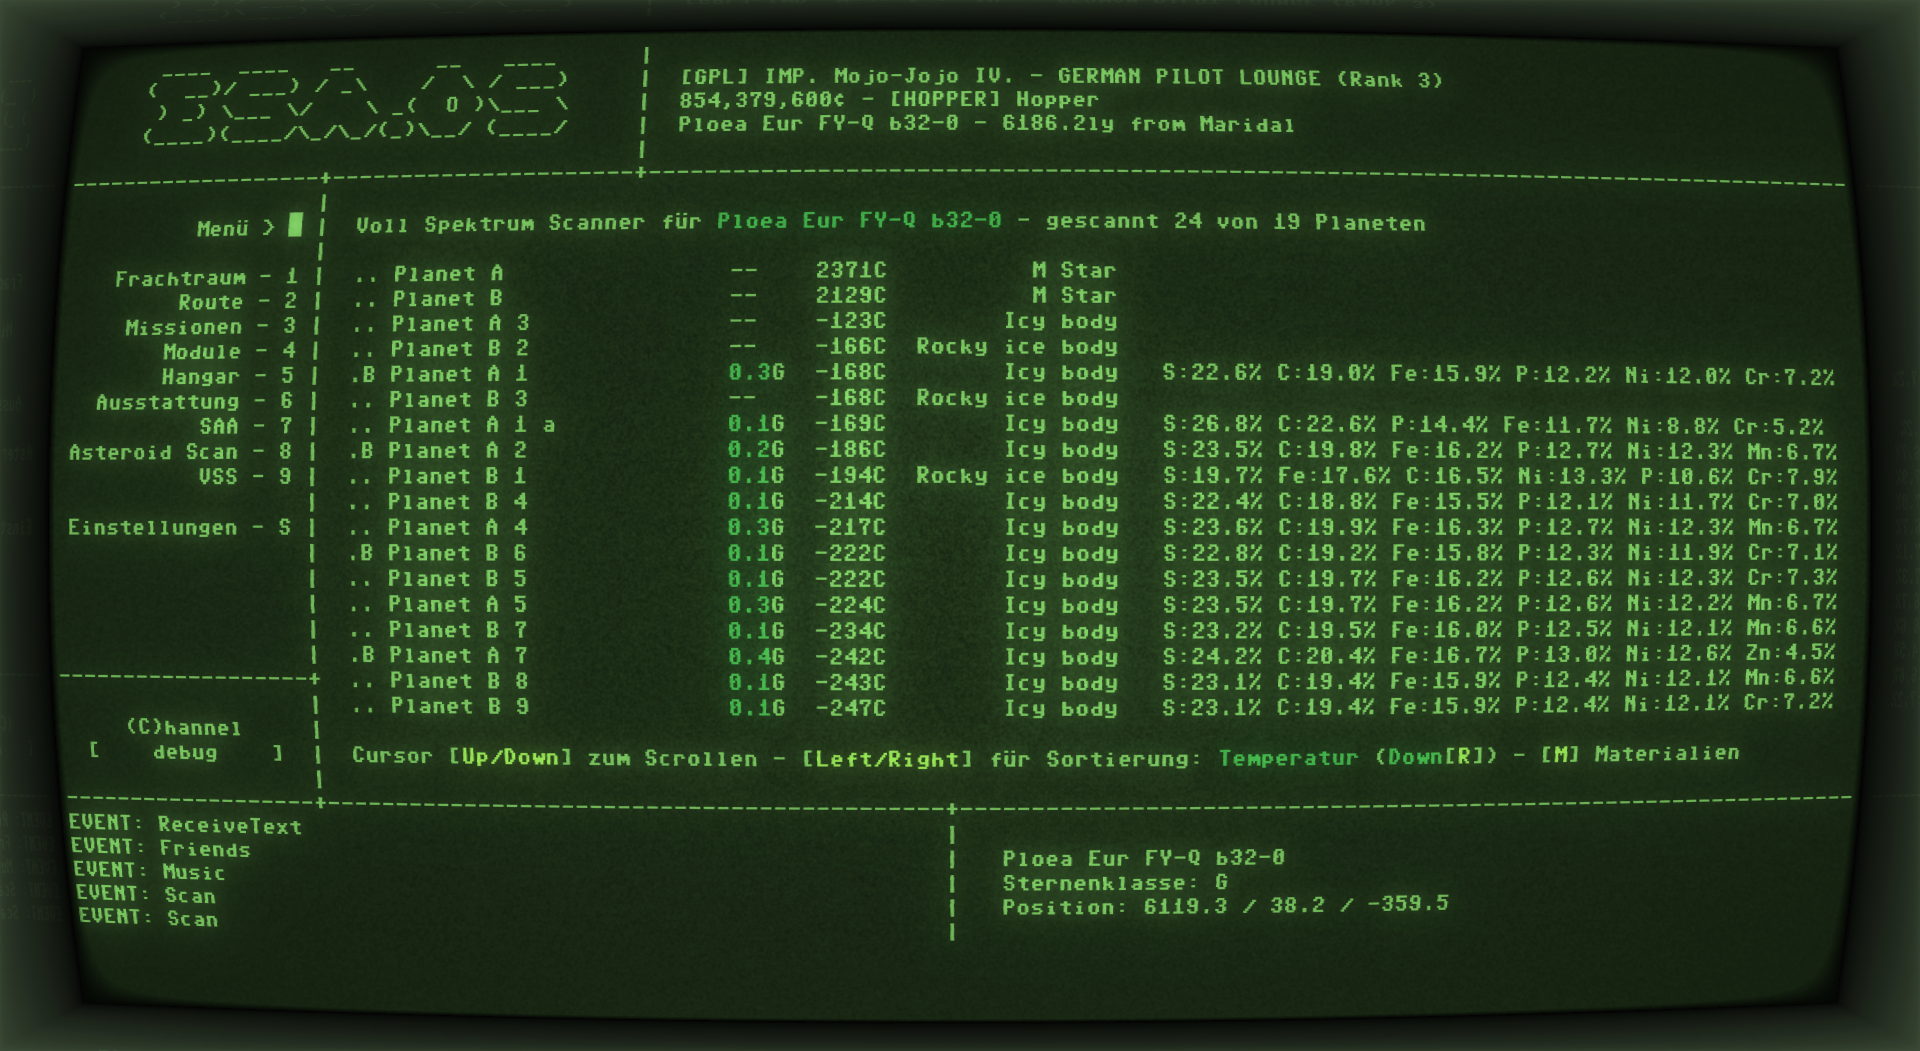 [GPL] IMP. Mojo-Jojo IV. - GERMAN PILOT LOUNGE (Rank 3)
854,379,600¢ - [HOPPER] Hopper
Ploea Eur FY-Q b32-0 - 6186.2ly from Maridal
Menü >
Frachtraum - 1
Route - 2
Missionen - 3
Module - 4
Hangar - 5
Ausstattung - 6
SAA - 7
Asteroid Scan - 8
VSS - 9
Einstellungen - S
(C)hannel
[ debug ]
Voll Spektrum Scanner für Ploea Eur FY-Q b32-0 - gescannt 24 von 19 Planeten
.. Planet A -- 2371C M Star
.. Planet B -- 2129C M Star
.. Planet A 3 -- -123C Icy body
.. Planet B 2 -- -166C Rocky ice body
.B Planet A 1 0.3G -168C Icy body S:22.6% C:19.0% Fe:15.9% P:12.2% Ni:12.0% Cr:7.2%
.. Planet B 3 -- -168C Rocky ice body
.. Planet A 1 a 0.1G -169C Icy body S:26.8% C:22.6% P:14.4% Fe:11.7% Ni:8.8% Cr:5.2%
.B Planet A 2 0.2G -186C Icy body S:23.5% C:19.8% Fe:16.2% P:12.7% Ni:12.3% Mn:6.7%
.. Planet B 1 0.1G -194C Rocky ice body S:19.7% Fe:17.6% C:16.5% Ni:13.3% P:10.6% Cr:7.9%
.. Planet B 4 0.1G -214C Icy body S:22.4% C:18.8% Fe:15.5% P:12.1% Ni:11.7% Cr:7.0%
.. Planet A 4 0.3G -217C Icy body S:23.6% C:19.9% Fe:16.3% P:12.7% Ni:12.3% Mn:6.7%
.B Planet B 6 0.1G -222C Icy body S:22.8% C:19.2% Fe:15.8% P:12.3% Ni:11.9% Cr:7.1%
.. Planet B 5 0.1G -222C Icy body S:23.5% C:19.7% Fe:16.2% P:12.6% Ni:12.3% Cr:7.3%
.. Planet A 5 0.3G -224C Icy body S:23.5% C:19.7% Fe:16.2% P:12.6% Ni:12.2% Mn:6.7%
.. Planet B 7 0.1G -234C Icy body S:23.2% C:19.5% Fe:16.0% P:12.5% Ni:12.1% Mn:6.6%
.B Planet A 7 0.4G -242C Icy body S:24.2% C:20.4% Fe:16.7% P:13.0% Ni:12.6% Zn:4.5%
.. Planet B 8 0.1G -243C Icy body S:23.1% C:19.4% Fe:15.9% P:12.4% Ni:12.1% Mn:6.6%
.. Planet B 9 0.1G -247C Icy body S:23.1% C:19.4% Fe:15.9% P:12.4% Ni:12.1% Cr:7.2%
Cursor [Up/Down] zum Scrollen - [Left/Right] für Sortierung: Temperatur (Down[R]) - [M] Materialien
EVENT: ReceiveText
EVENT: Friends
EVENT: Music
EVENT: Scan
EVENT: Scan
Ploea Eur FY-Q b32-0
Sternenklasse: G
Position: 6119.3 / 38.2 / -359.5